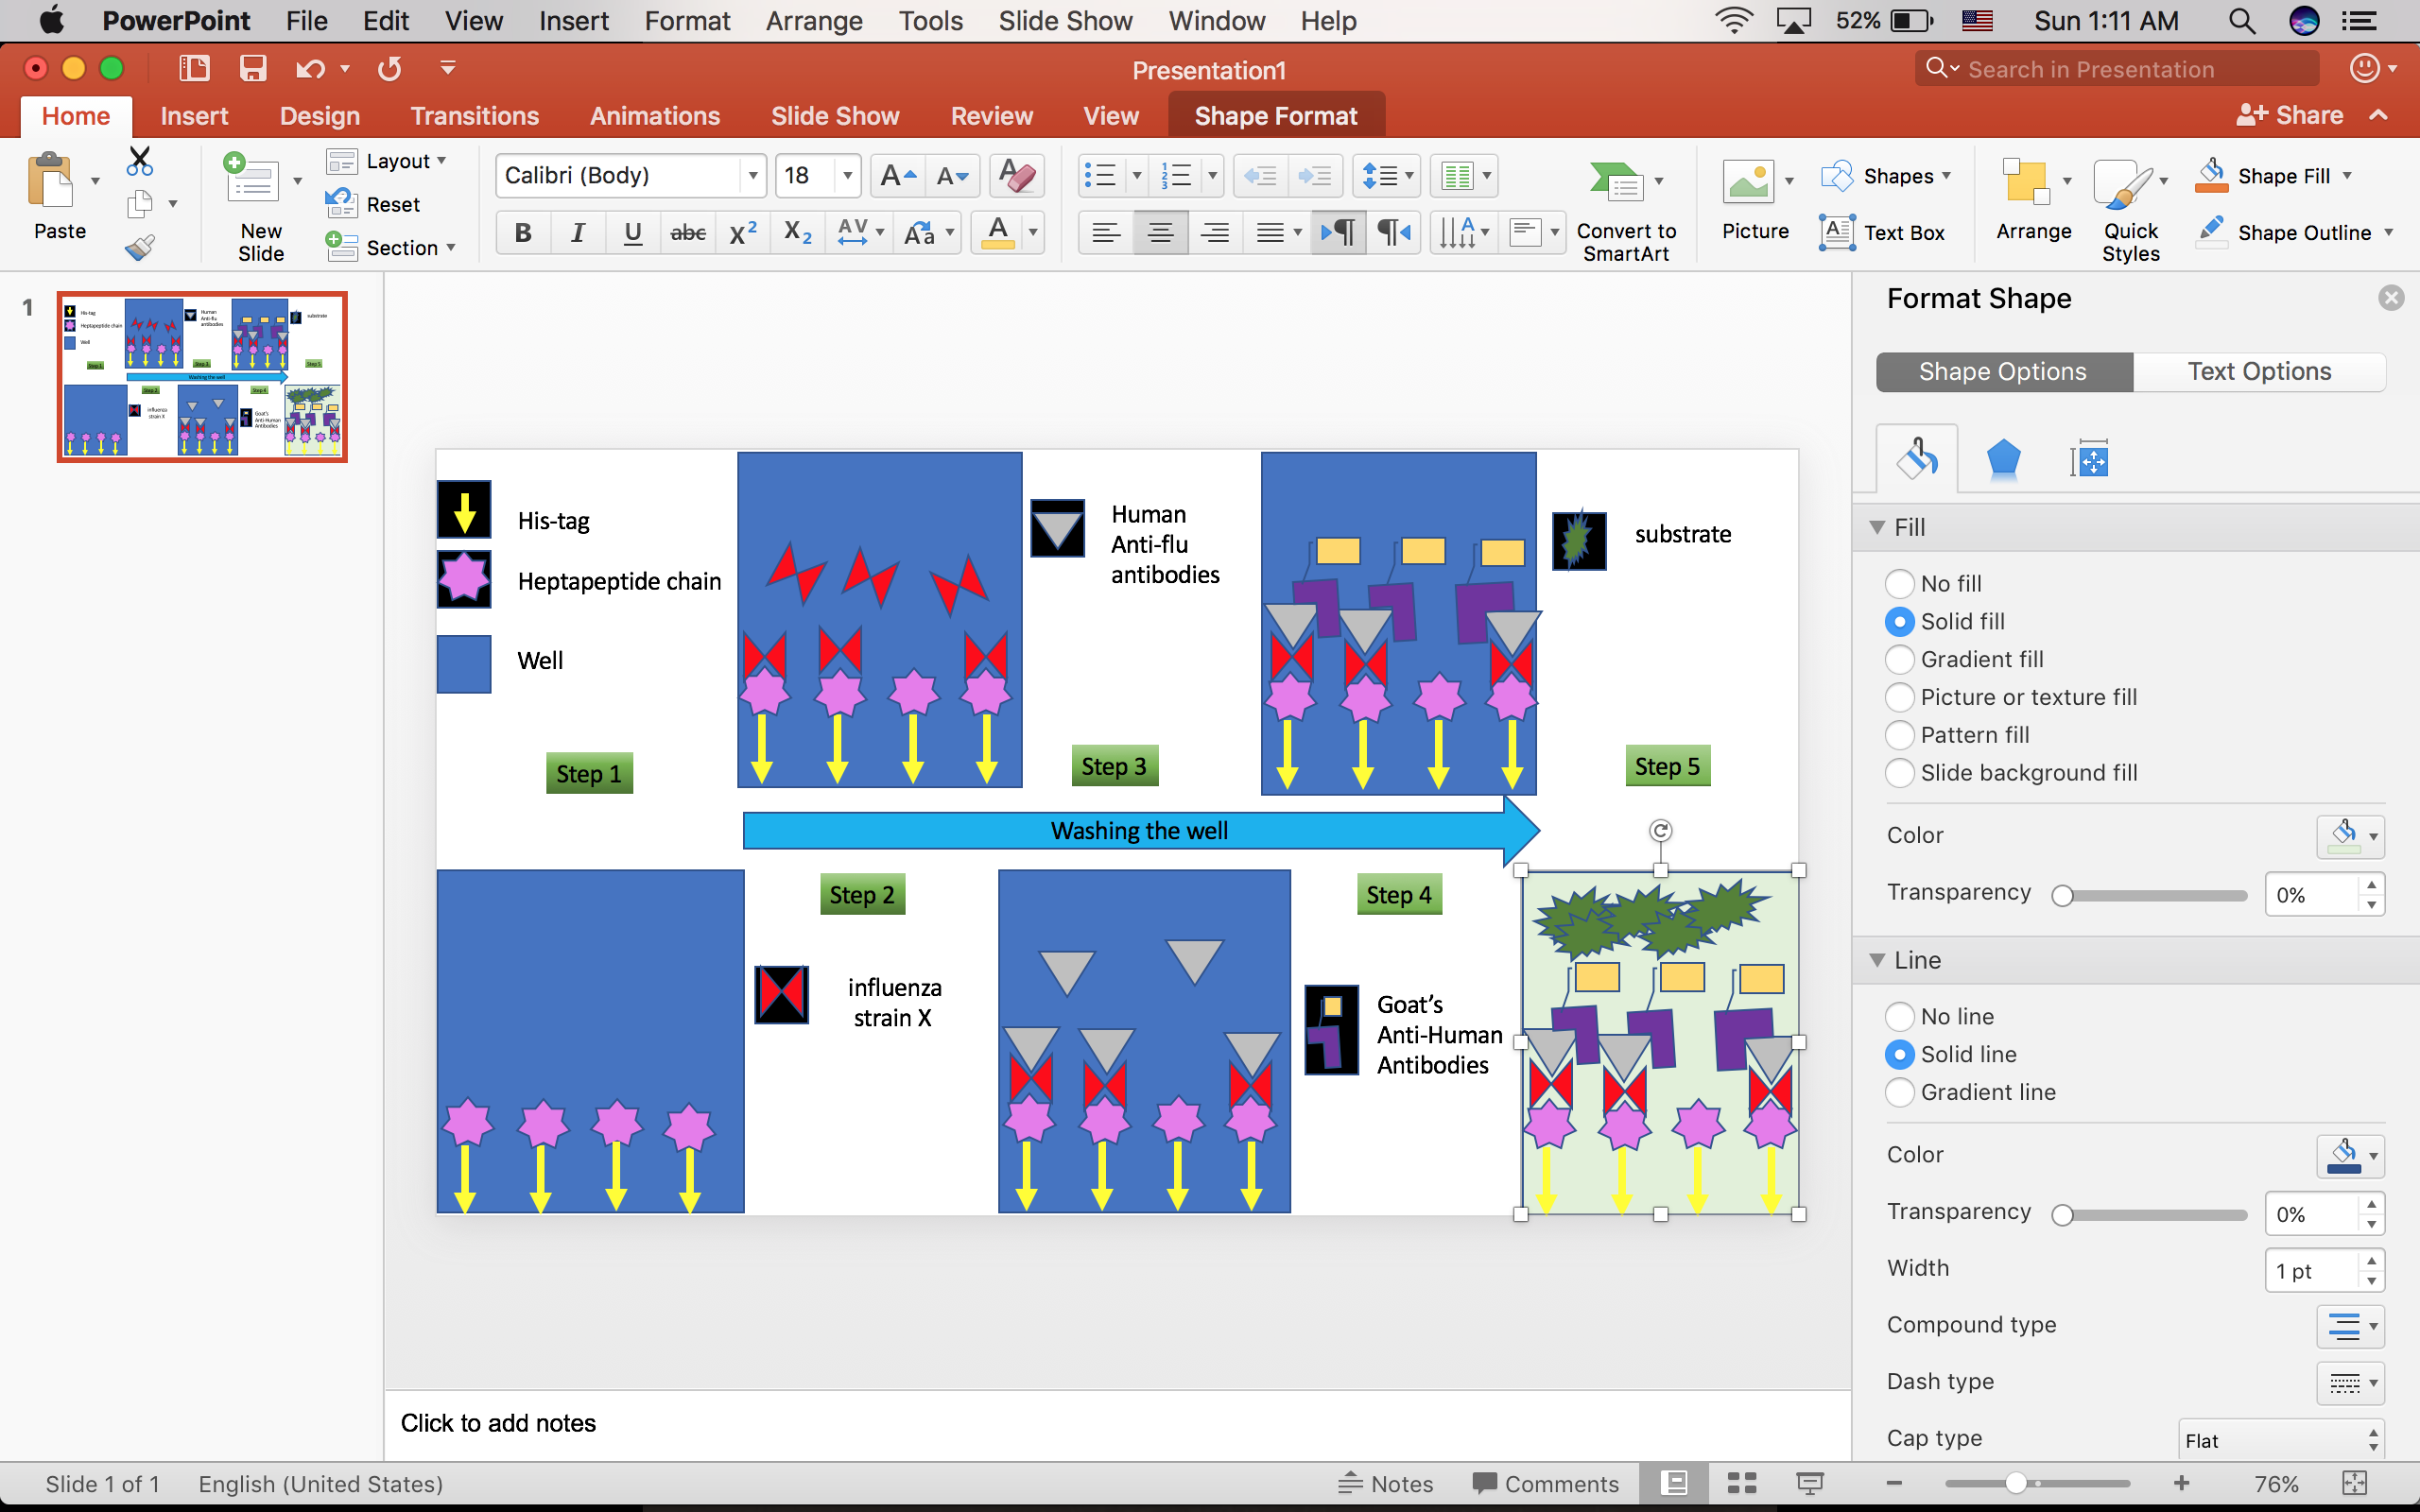 PowerPoint File Edit View Insert Format Arrange Tools Slide Show Window Help 52% Sun 1:11 AM
Presentation1
Search in Presentation
Home Insert Design Transitions Animations Slide Show Review View Shape Format Share
Paste
New
Slide
Layout
Reset
Section
Calibri (Body) 18
B I U abc X2 X2 AV Aa A
Convert to
SmartArt
Picture
Shapes
Text Box
Arrange
Quick
Styles
Shape Fill
Shape Outline
1
His-tag
Heptapeptide chain
Well
Step 1
Human
Anti-flu
antibodies
Step 3
substrate
Step 5
Washing the well
Step 2
influenza
strain X
Step 4
Goat's
Anti-Human
Antibodies
Click to add notes
Format Shape
Shape Options Text Options
Fill
No fill
Solid fill
Gradient fill
Picture or texture fill
Pattern fill
Slide background fill
Color
Transparency 0%
Line
No line
Solid line
Gradient line
Color
Transparency 0%
Width 1 pt
Compound type
Dash type
Cap type Flat
Slide 1 of 1 English (United States) Notes Comments 76%